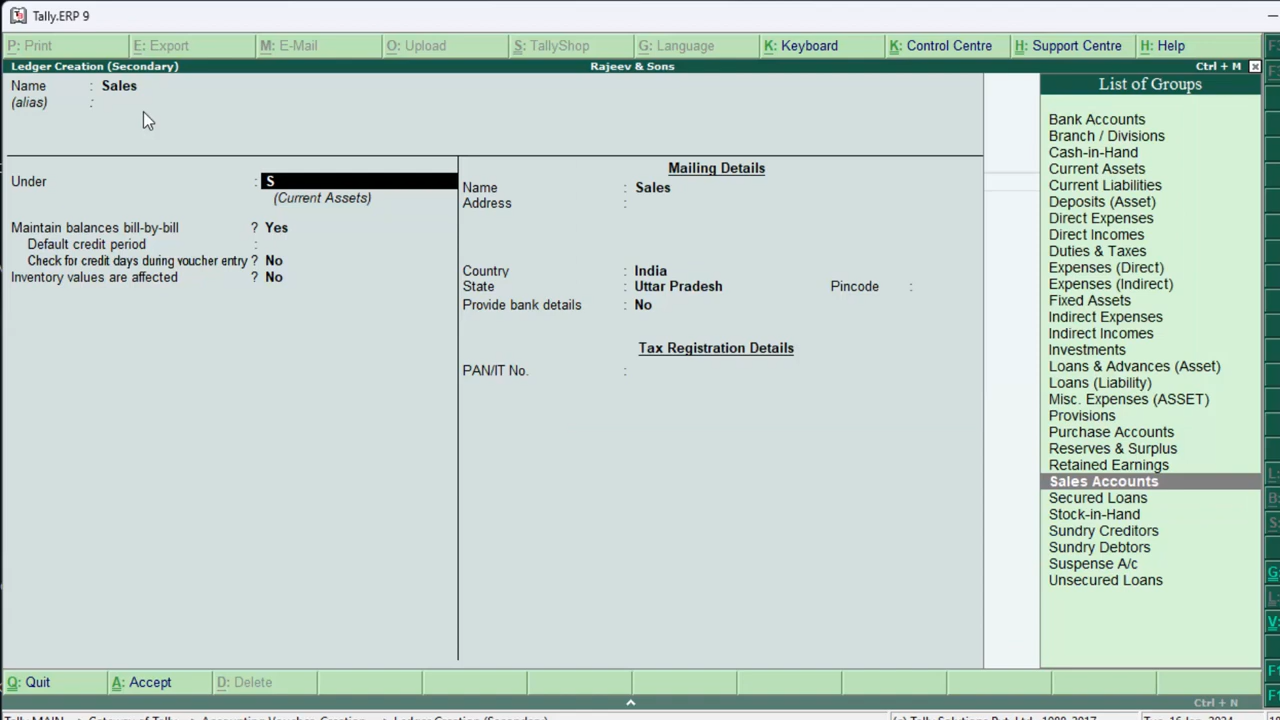 Tally.ERP 9
P: Print E: Export M: E-Mail O: Upload S: TallyShop G: Language K: Keyboard K: Control Centre H: Support Centre H: Help
Ledger Creation (Secondary) Rajeev & Sons Ctrl + M
Name : Sales
(alias) :
Under : S
(Current Assets)
Maintain balances bill-by-bill ? Yes
Default credit period :
Check for credit days during voucher entry ? No
Inventory values are affected ? No
Mailing Details
Name : Sales
Address :
Country : India
State : Uttar Pradesh Pincode :
Provide bank details : No
Tax Registration Details
PAN/IT No. :
List of Groups
Bank Accounts
Branch / Divisions
Cash-in-Hand
Current Assets
Current Liabilities
Deposits (Asset)
Direct Expenses
Direct Incomes
Duties & Taxes
Expenses (Direct)
Expenses (Indirect)
Fixed Assets
Indirect Expenses
Indirect Incomes
Investments
Loans & Advances (Asset)
Loans (Liability)
Misc. Expenses (ASSET)
Provisions
Purchase Accounts
Reserves & Surplus
Retained Earnings
Sales Accounts
Secured Loans
Stock-in-Hand
Sundry Creditors
Sundry Debtors
Suspense A/c
Unsecured Loans
Q: Quit A: Accept D: Delete
Ctrl + N